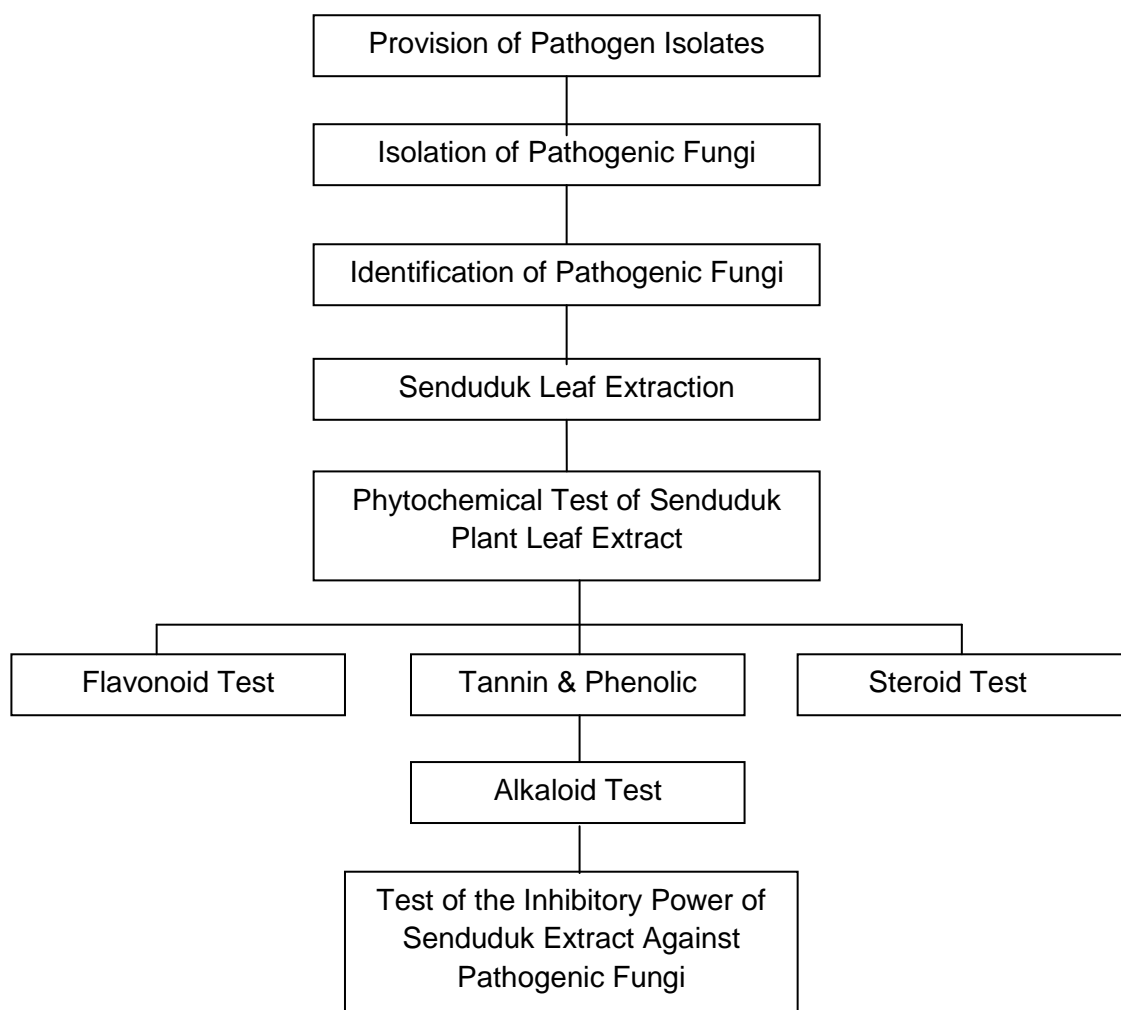 Provision of Pathogen Isolates
Isolation of Pathogenic Fungi
Identification of Pathogenic Fungi
Senduduk Leaf Extraction
Phytochemical Test of Senduduk
Plant Leaf Extract
Flavonoid Test
Tannin & Phenolic
Steroid Test
Alkaloid Test
Test of the Inhibitory Power of
Senduduk Extract Against
Pathogenic Fungi